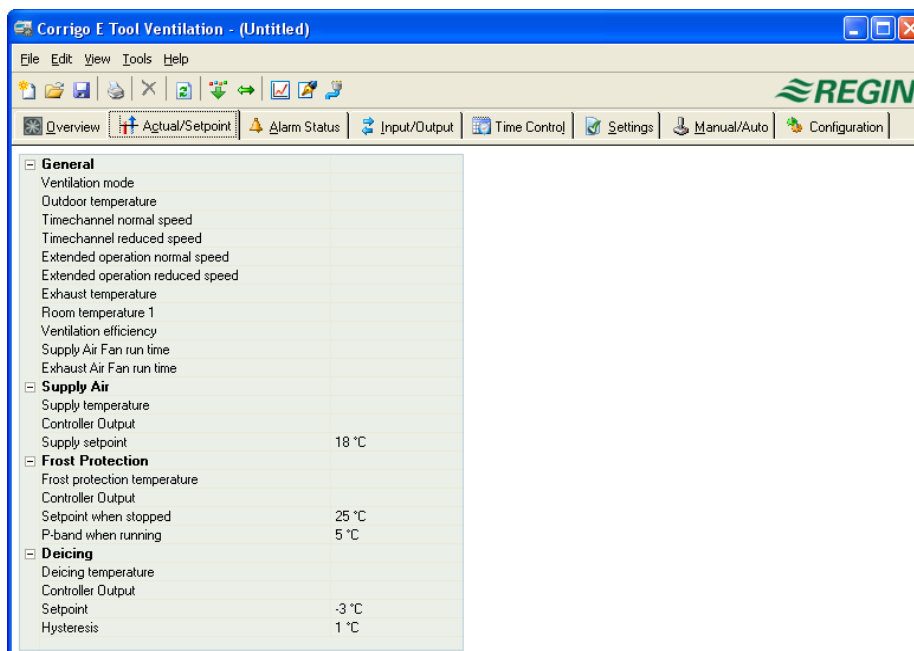 Corrigo E Tool Ventilation - (Untitled)
File Edit View Tools Help
REGIN
Overview Actual/Setpoint Alarm Status Input/Output Time Control Settings Manual/Auto Configuration
General
Ventilation mode
Outdoor temperature
Timechannel normal speed
Timechannel reduced speed
Extended operation normal speed
Extended operation reduced speed
Exhaust temperature
Room temperature 1
Ventilation efficiency
Supply Air Fan run time
Exhaust Air Fan run time
Supply Air
Supply temperature
Controller Output
Supply setpoint 18 °C
Frost Protection
Frost protection temperature
Controller Output
Setpoint when stopped 25 °C
P-band when running 5 °C
Deicing
Deicing temperature
Controller Output
Setpoint -3 °C
Hysteresis 1 °C